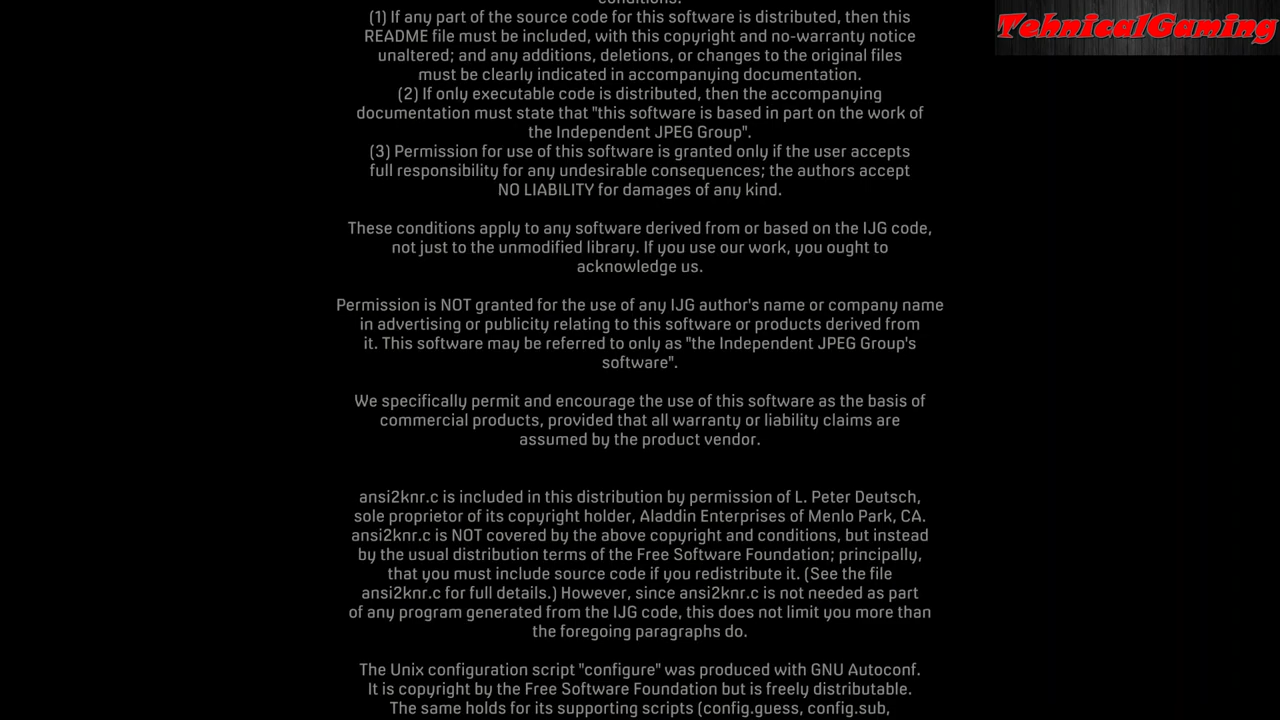 conditions:
(1) If any part of the source code for this software is distributed, then this
README file must be included, with this copyright and no-warranty notice
unaltered; and any additions, deletions, or changes to the original files
must be clearly indicated in accompanying documentation.
(2) If only executable code is distributed, then the accompanying
documentation must state that "this software is based in part on the work of
the Independent JPEG Group".
(3) Permission for use of this software is granted only if the user accepts
full responsibility for any undesirable consequences; the authors accept
NO LIABILITY for damages of any kind.
These conditions apply to any software derived from or based on the IJG code,
not just to the unmodified library. If you use our work, you ought to
acknowledge us.
Permission is NOT granted for the use of any IJG author's name or company name
in advertising or publicity relating to this software or products derived from
it. This software may be referred to only as "the Independent JPEG Group's
software".
We specifically permit and encourage the use of this software as the basis of
commercial products, provided that all warranty or liability claims are
assumed by the product vendor.
ansi2knr.c is included in this distribution by permission of L. Peter Deutsch,
sole proprietor of its copyright holder, Aladdin Enterprises of Menlo Park, CA.
ansi2knr.c is NOT covered by the above copyright and conditions, but instead
by the usual distribution terms of the Free Software Foundation; principally,
that you must include source code if you redistribute it. (See the file
ansi2knr.c for full details.) However, since ansi2knr.c is not needed as part
of any program generated from the IJG code, this does not limit you more than
the foregoing paragraphs do.
The Unix configuration script "configure" was produced with GNU Autoconf.
It is copyright by the Free Software Foundation but is freely distributable.
The same holds for its supporting scripts (config.guess, config.sub,
TehnicalGaming